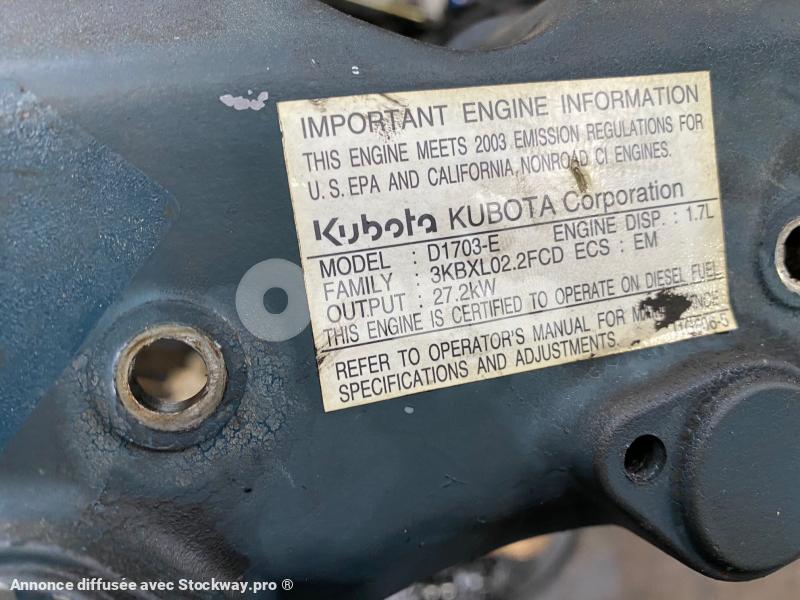 IMPORTANT ENGINE INFORMATION
THIS ENGINE MEETS 2003 EMISSION REGULATIONS FOR
U.S. EPA AND CALIFORNIA, NONROAD CI ENGINES.
Kubota KUBOTA Corporation
MODEL : D1703-E ENGINE DISP. : 1.7L
FAMILY : 3KBXL02.2FCD ECS : EM
OUTPUT : 27.2kW
THIS ENGINE IS CERTIFIED TO OPERATE ON DIESEL FUEL
REFER TO OPERATOR'S MANUAL FOR
SPECIFICATIONS AND ADJUSTMENTS.
Annonce diffusée avec Stockway.pro ®